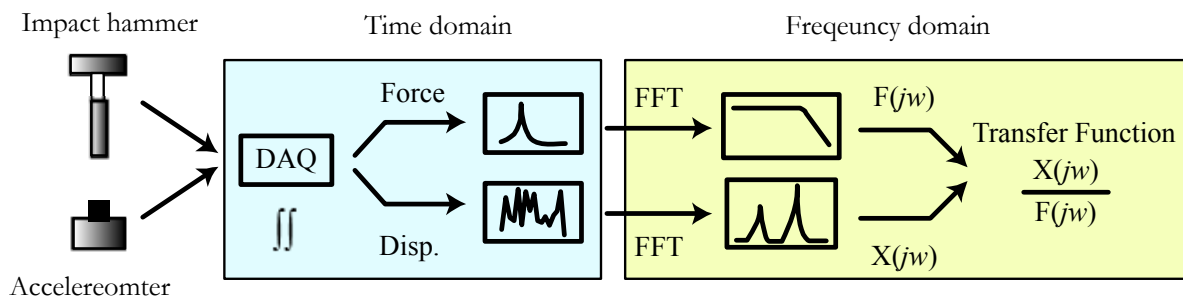 Impact hammer
Time domain
Freqeuncy domain
Force
FFT
F(jw)
DAQ
Transfer Function
X(jw)
F(jw)
∬
Disp.
FFT
X(jw)
Accelereomter